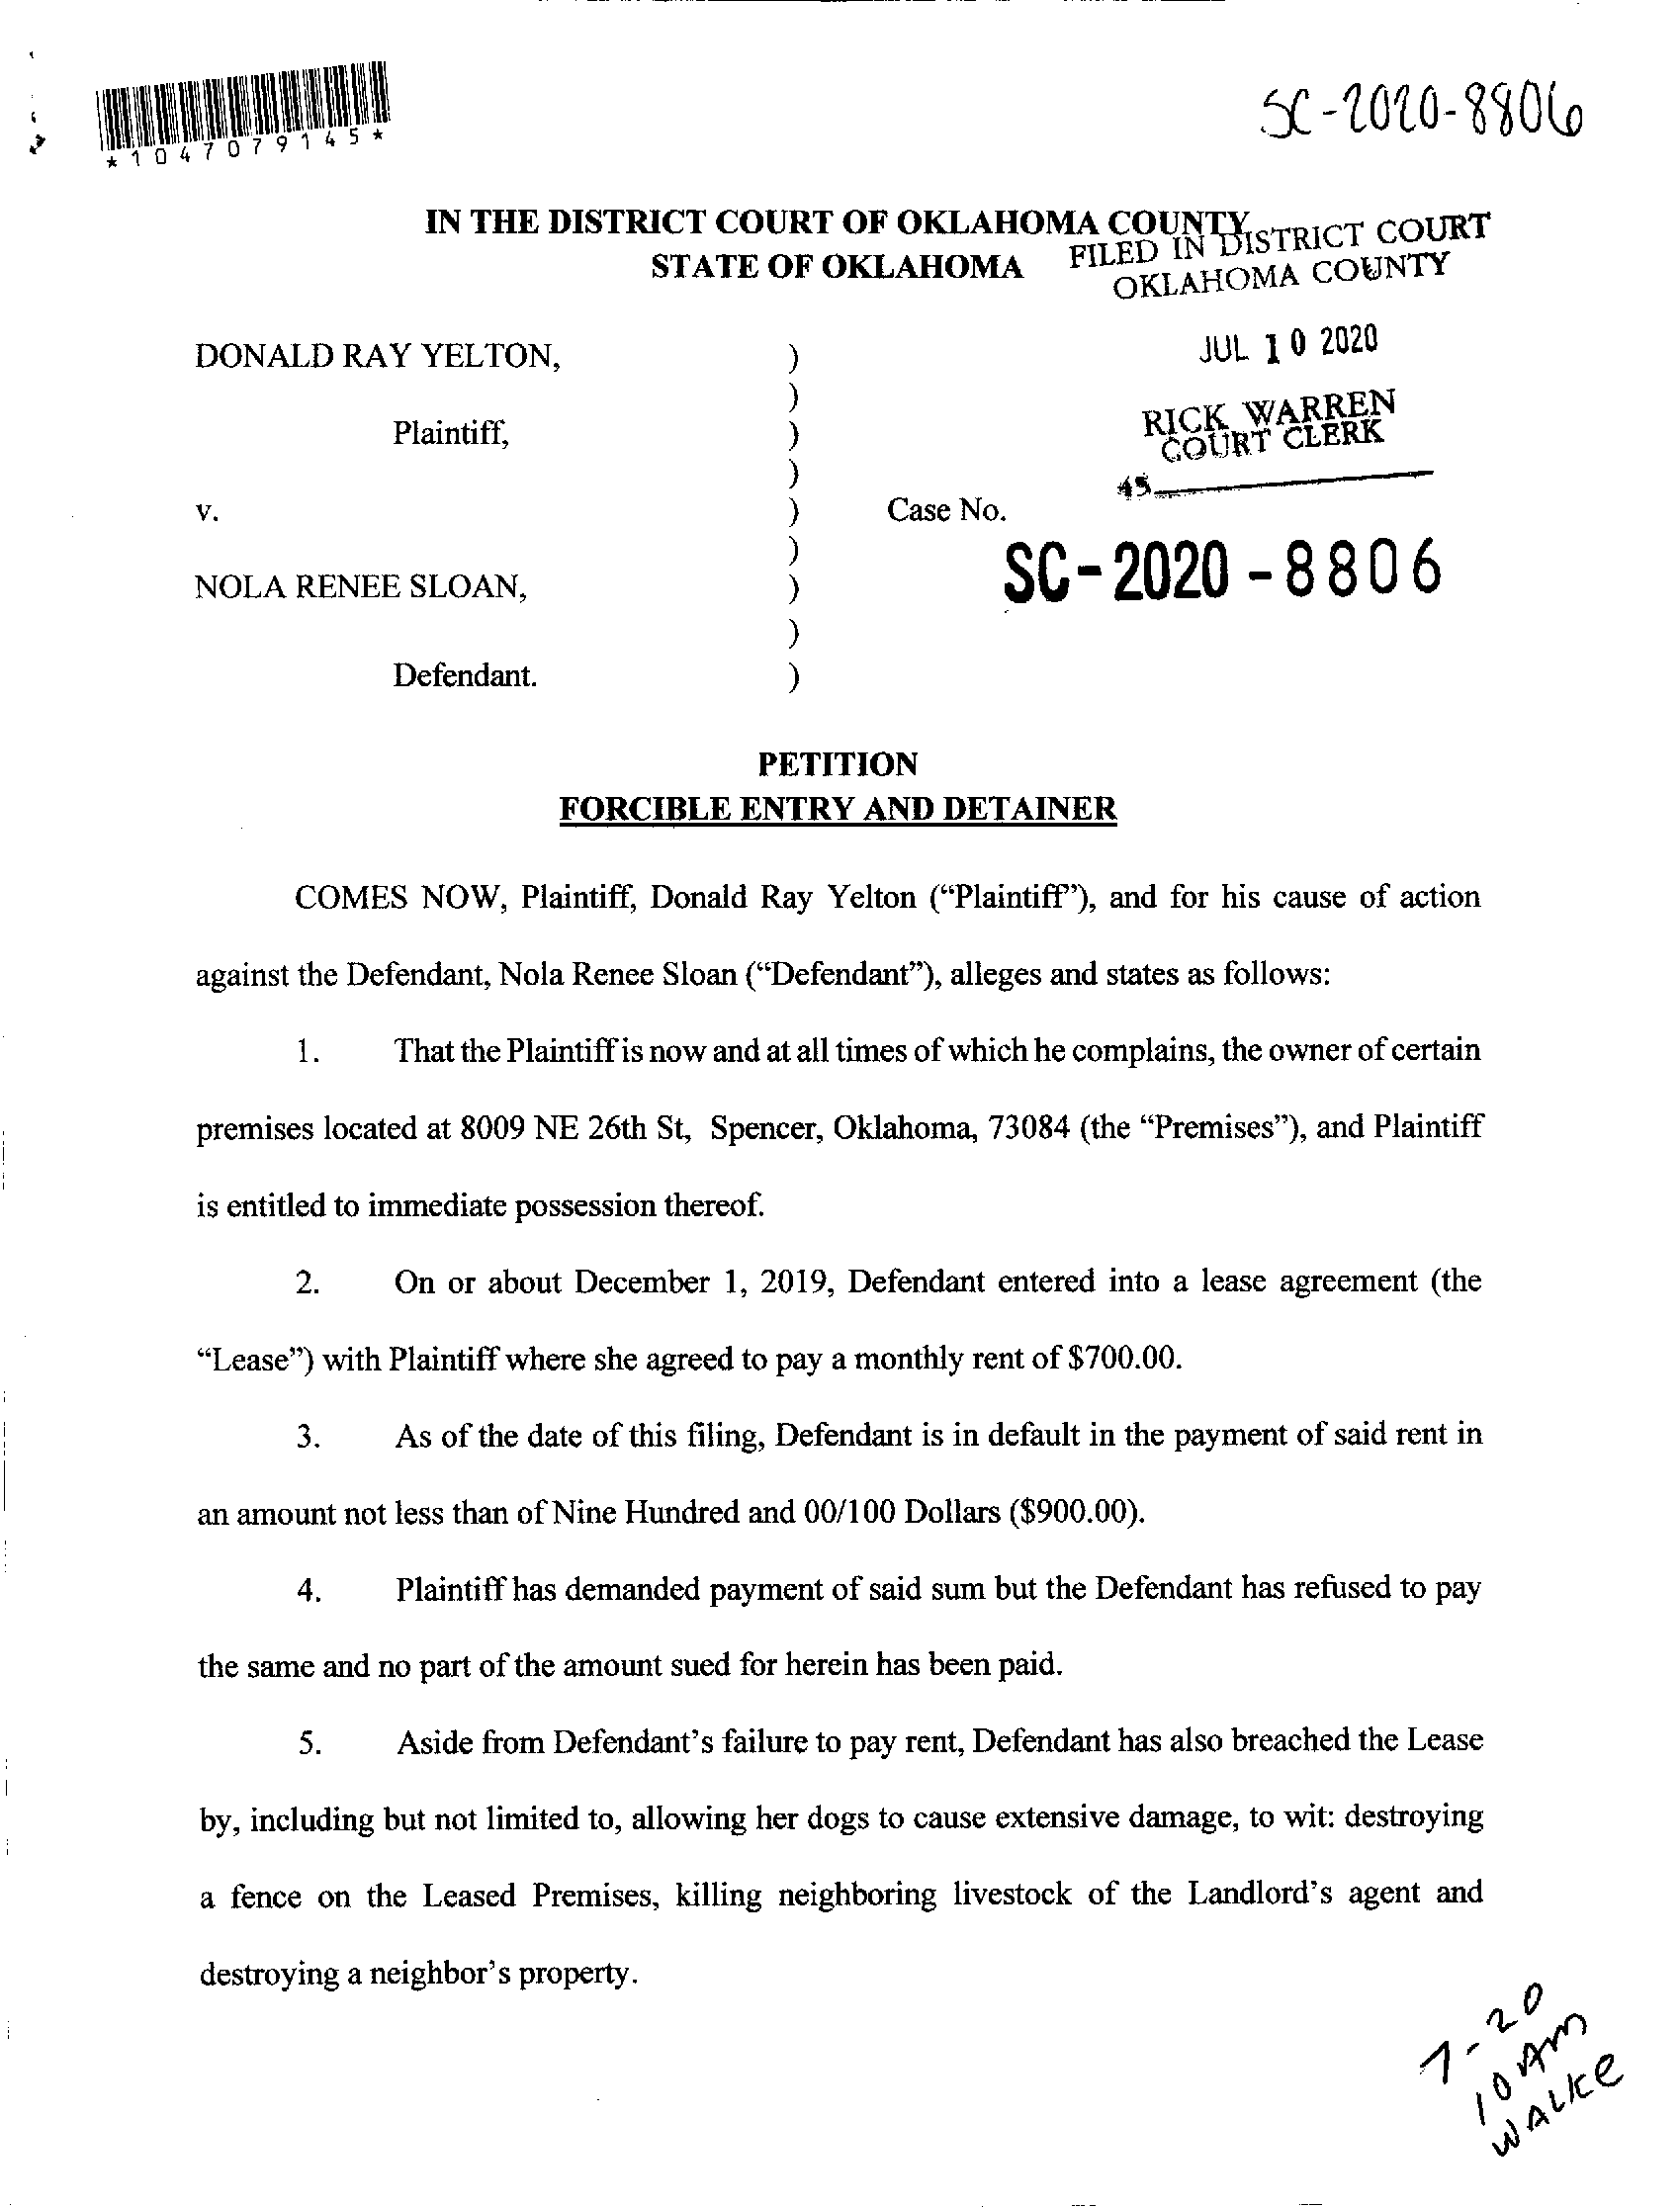 *1047079145*
SC-2020-8806
IN THE DISTRICT COURT OF OKLAHOMA COUNTY
STATE OF OKLAHOMA
FILED IN DISTRICT COURT
OKLAHOMA COUNTY
JUL 10 2020
RICK WARREN
COURT CLERK
45
DONALD RAY YELTON, )
)
Plaintiff, )
)
v. ) Case No.
)
SC-2020-8806
NOLA RENEE SLOAN, )
)
Defendant. )
PETITION
FORCIBLE ENTRY AND DETAINER
COMES NOW, Plaintiff, Donald Ray Yelton (“Plaintiff”), and for his cause of action
against the Defendant, Nola Renee Sloan (“Defendant”), alleges and states as follows:
1. That the Plaintiff is now and at all times of which he complains, the owner of certain
premises located at 8009 NE 26th St, Spencer, Oklahoma, 73084 (the “Premises”), and Plaintiff
is entitled to immediate possession thereof.
2. On or about December 1, 2019, Defendant entered into a lease agreement (the
“Lease”) with Plaintiff where she agreed to pay a monthly rent of $700.00.
3. As of the date of this filing, Defendant is in default in the payment of said rent in
an amount not less than of Nine Hundred and 00/100 Dollars ($900.00).
4. Plaintiff has demanded payment of said sum but the Defendant has refused to pay
the same and no part of the amount sued for herein has been paid.
5. Aside from Defendant’s failure to pay rent, Defendant has also breached the Lease
by, including but not limited to, allowing her dogs to cause extensive damage, to wit: destroying
a fence on the Leased Premises, killing neighboring livestock of the Landlord’s agent and
destroying a neighbor’s property.
7-20
10 AM
WALKE